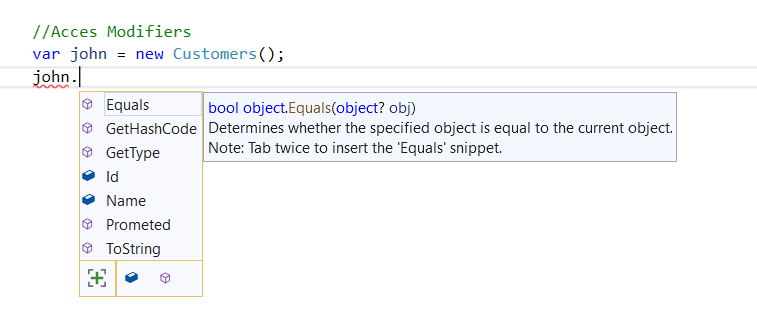 //Acces Modifiers
var john = new Customers();
john.
Equals
GetHashCode
GetType
Id
Name
Prometed
ToString
bool object.Equals(object? obj)
Determines whether the specified object is equal to the current object.
Note: Tab twice to insert the 'Equals' snippet.